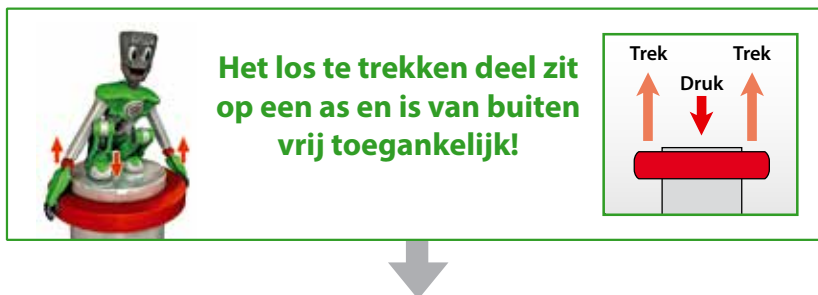 Het los te trekken deel zit
op een as en is van buiten
vrij toegankelijk!
Trek Trek
Druk